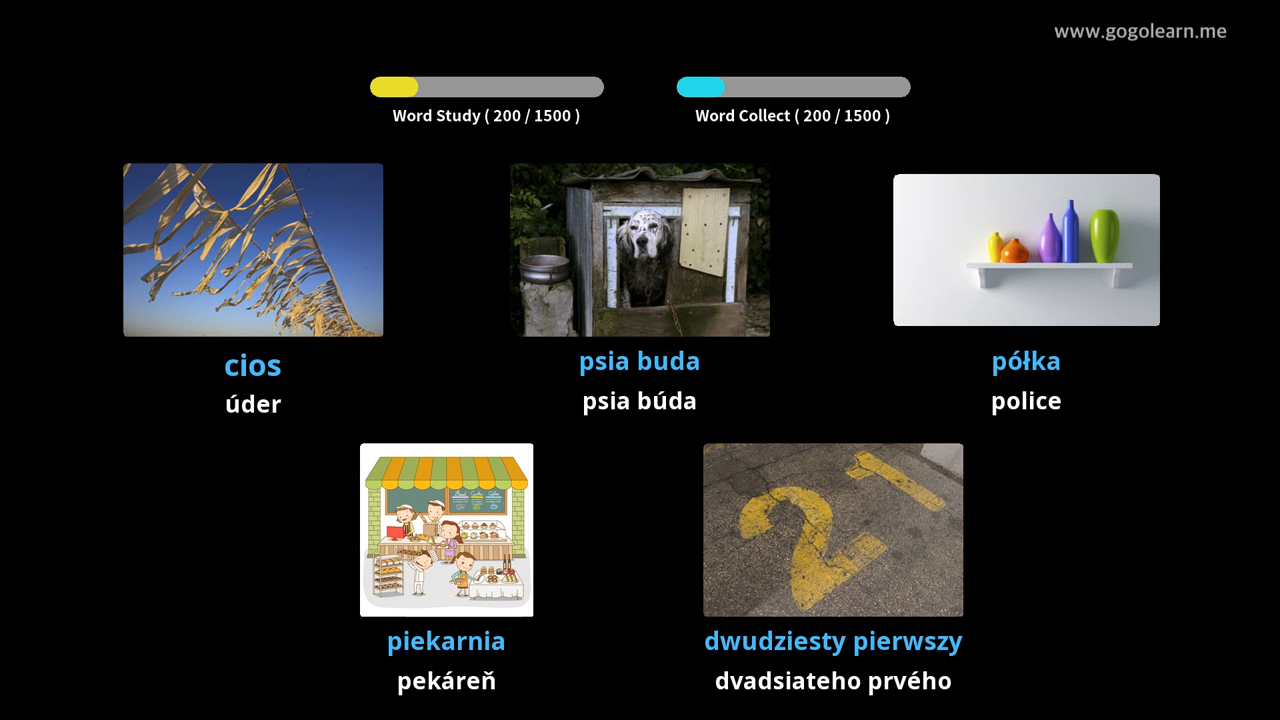 www.gogolearn.me
Word Study ( 200 / 1500 )
Word Collect ( 200 / 1500 )
cios
úder
psia buda
psia búda
półka
police
piekarnia
pekáreň
21
dwudziesty pierwszy
dvadsiateho prvého